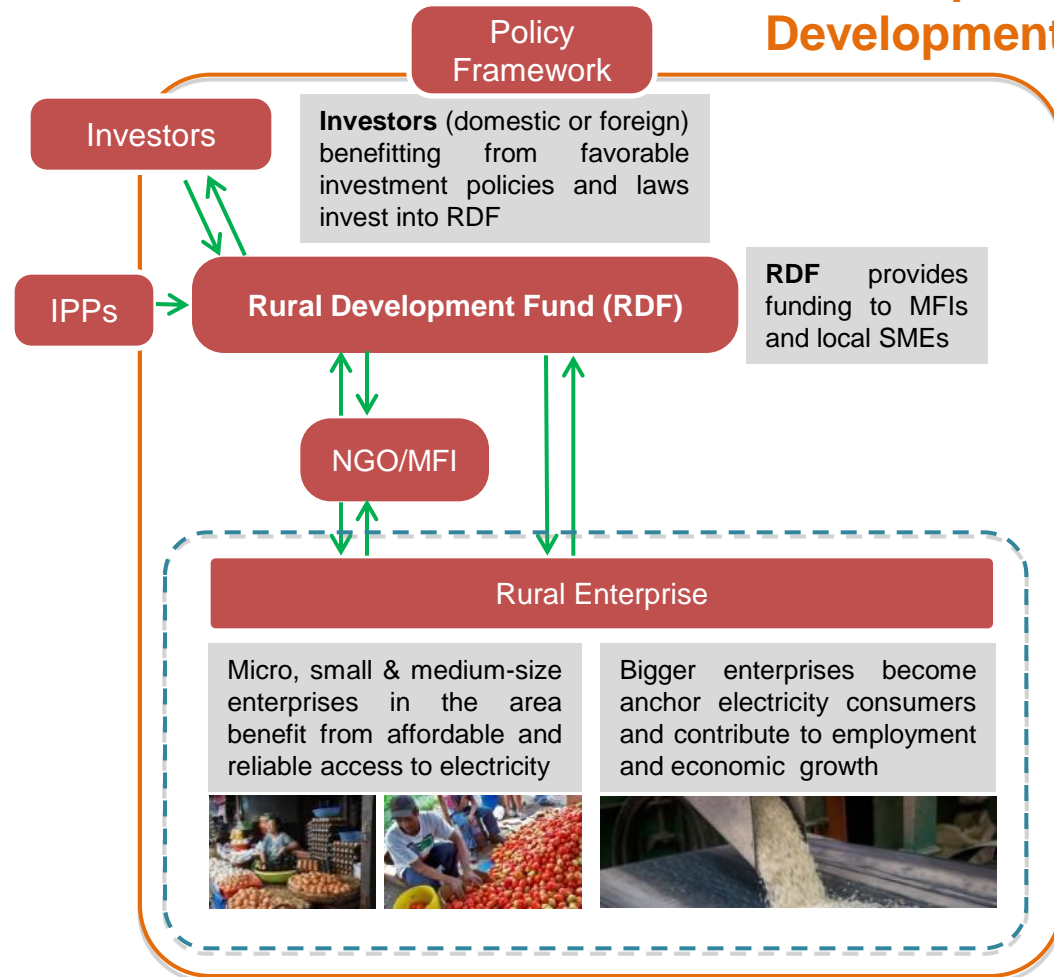 Development
Policy
Framework
Investors
Investors (domestic or foreign)
benefitting from favorable
investment policies and laws
invest into RDF
IPPs
Rural Development Fund (RDF)
RDF provides
funding to MFIs
and local SMEs
NGO/MFI
Rural Enterprise
Micro, small & medium-size
enterprises in the area
benefit from affordable and
reliable access to electricity
Bigger enterprises become
anchor electricity consumers
and contribute to employment
and economic growth